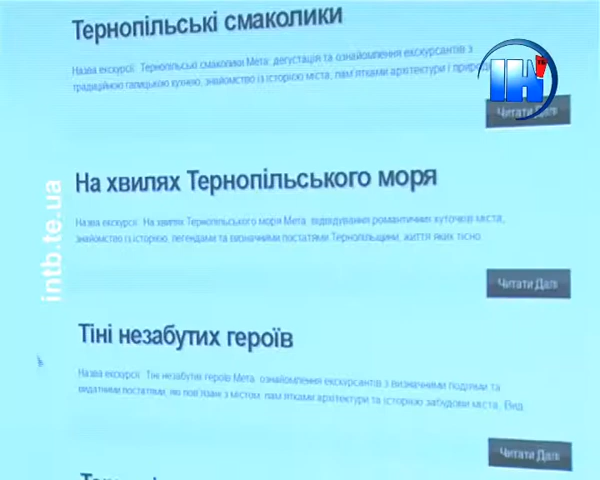 Тернопільські смаколики
Назва екскурсії: Тернопільські смаколики Мета: дегустація та ознайомлення екскурсантів з
традиційною галицькою кухнею, знайомство із історією міста, пам'ятками архітектури і
ІНТБ
Читати Далі
На хвилях Тернопільського моря
Назва екскурсії: На хвилях Тернопільського моря Мета: відвідування романтичних куточків міста,
знайомство із історією, легендами та визначними постатями Тернопільщини, життя яких тісно
Читати Далі
intb.te.ua
Тіні незабутих героїв
Назва екскурсії: Тіні незабутих героїв Мета: ознайомлення екскурсантів з визначними подіями та
видатними постатями, які пов'язані з містом, пам'ятками архітектури та історією забудови міста. Вид
Читати Далі